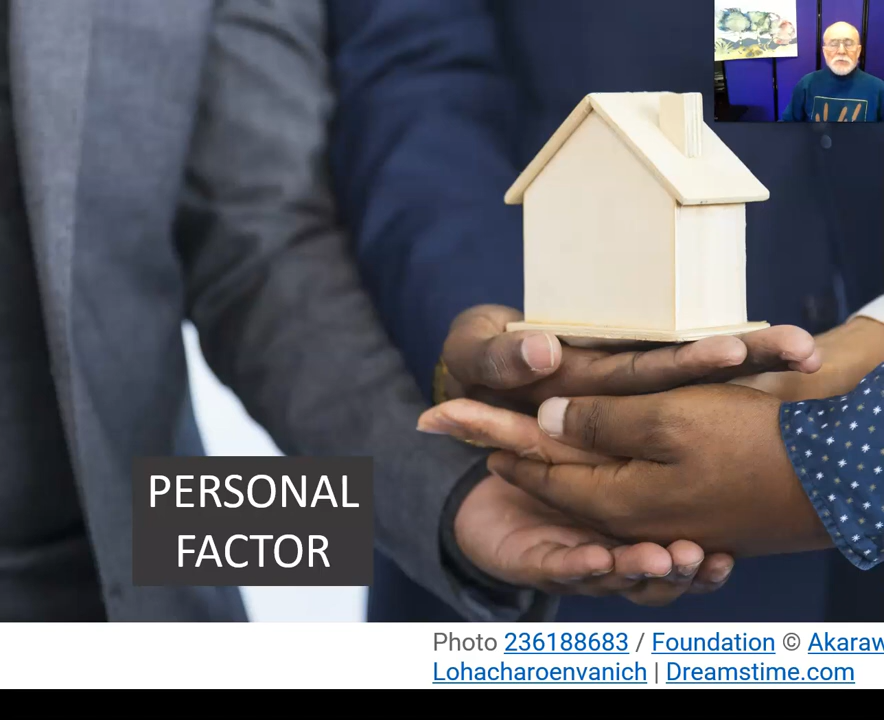 PERSONAL
FACTOR
Photo 236188683 / Foundation © Akaraw
Lohacharoenvanich | Dreamstime.com